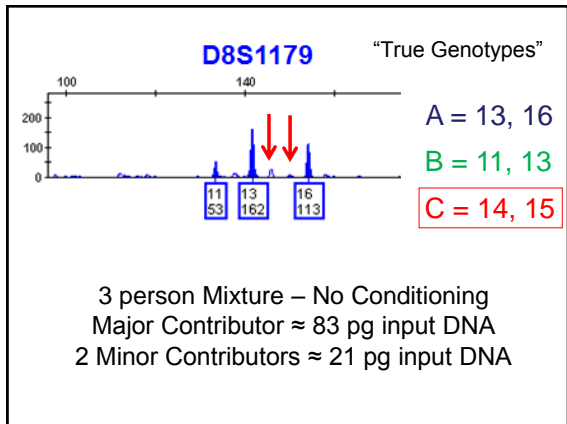 D8S1179
“True Genotypes”
100 140
200
100
0
11 13 16
53 162 113
A = 13, 16
B = 11, 13
C = 14, 15
3 person Mixture – No Conditioning
Major Contributor ≈ 83 pg input DNA
2 Minor Contributors ≈ 21 pg input DNA